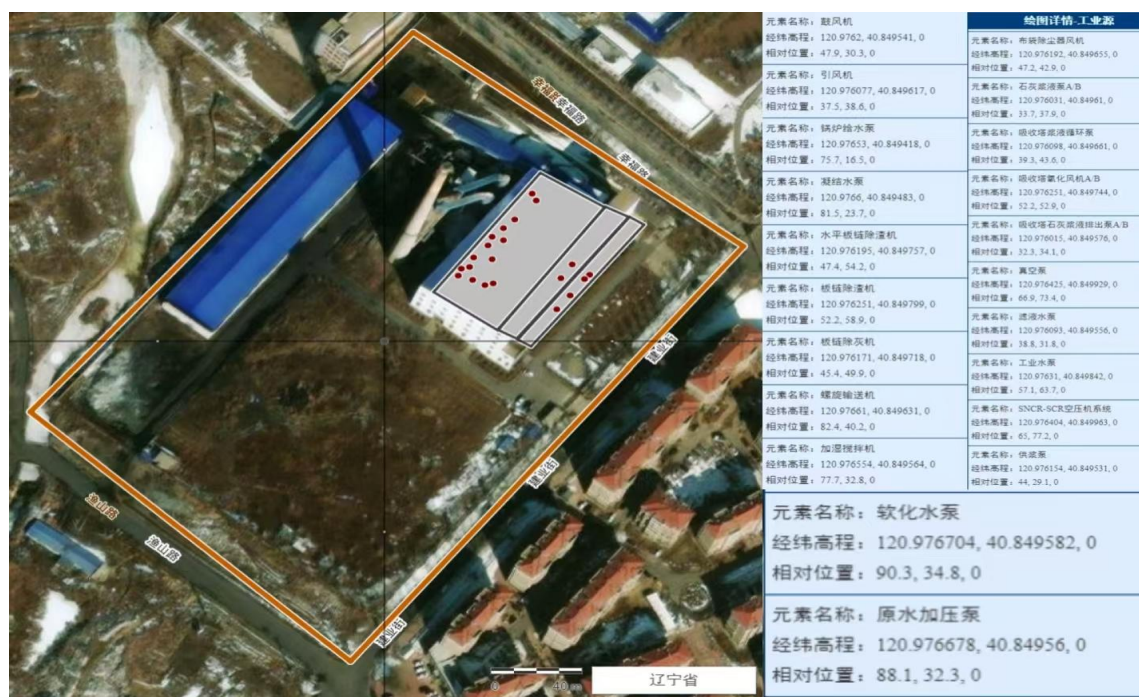 幸福路幸福路
幸福路
建业街
建业街
建业街
渔山路
渔山路
0
40 m
辽宁省
元素名称：鼓风机
经纬高程：120.9762, 40.849541, 0
相对位置：47.9, 30.3, 0
元素名称：引风机
经纬高程：120.976077, 40.849617, 0
相对位置：37.5, 38.6, 0
元素名称：锅炉给水泵
经纬高程：120.97653, 40.849418, 0
相对位置：75.7, 16.5, 0
元素名称：凝结水泵
经纬高程：120.9766, 40.849483, 0
相对位置：81.5, 23.7, 0
元素名称：水平板链除渣机
经纬高程：120.976195, 40.849757, 0
相对位置：47.4, 54.2, 0
元素名称：板链除渣机
经纬高程：120.976251, 40.849799, 0
相对位置：52.2, 58.9, 0
元素名称：板链除灰机
经纬高程：120.976171, 40.849718, 0
相对位置：45.4, 49.9, 0
元素名称：螺旋输送机
经纬高程：120.97661, 40.849631, 0
相对位置：82.4, 40.2, 0
元素名称：加湿搅拌机
经纬高程：120.976554, 40.849564, 0
相对位置：77.7, 32.8, 0
绘图详情-工业源
元素名称：布袋除尘器风机
经纬高程：120.976192, 40.849655, 0
相对位置：47.2, 42.9, 0
元素名称：石灰浆液泵A/B
经纬高程：120.976031, 40.84961, 0
相对位置：33.7, 37.9, 0
元素名称：吸收塔浆液循环泵
经纬高程：120.976098, 40.849661, 0
相对位置：39.3, 43.6, 0
元素名称：吸收塔氧化风机A/B
经纬高程：120.976251, 40.849744, 0
相对位置：52.2, 52.9, 0
元素名称：吸收塔石灰浆液排出泵A/B
经纬高程：120.976015, 40.849576, 0
相对位置：32.3, 34.1, 0
元素名称：真空泵
经纬高程：120.976425, 40.849929, 0
相对位置：66.9, 73.4, 0
元素名称：滤液水泵
经纬高程：120.976093, 40.849556, 0
相对位置：38.8, 31.8, 0
元素名称：工业水泵
经纬高程：120.97631, 40.849842, 0
相对位置：57.1, 63.7, 0
元素名称：SNCR-SCR空压机系统
经纬高程：120.976404, 40.849963, 0
相对位置：65, 77.2, 0
元素名称：供浆泵
经纬高程：120.976154, 40.849531, 0
相对位置：44, 29.1, 0
元素名称：软化水泵
经纬高程：120.976704, 40.849582, 0
相对位置：90.3, 34.8, 0
元素名称：原水加压泵
经纬高程：120.976678, 40.84956, 0
相对位置：88.1, 32.3, 0